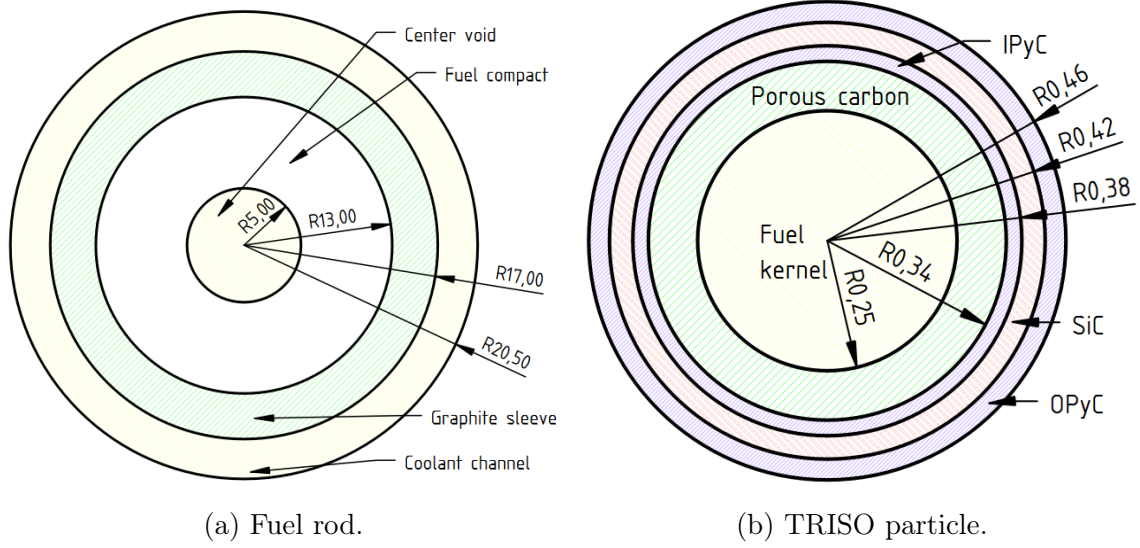 Center void
Fuel compact
R5,00
R13,00
R17,00
R20,50
Graphite sleeve
Coolant channel
(a) Fuel rod.
IPyC
Porous carbon
R0,46
R0,42
R0,38
Fuel
kernel
R0,34
R0,25
SiC
OPyC
(b) TRISO particle.